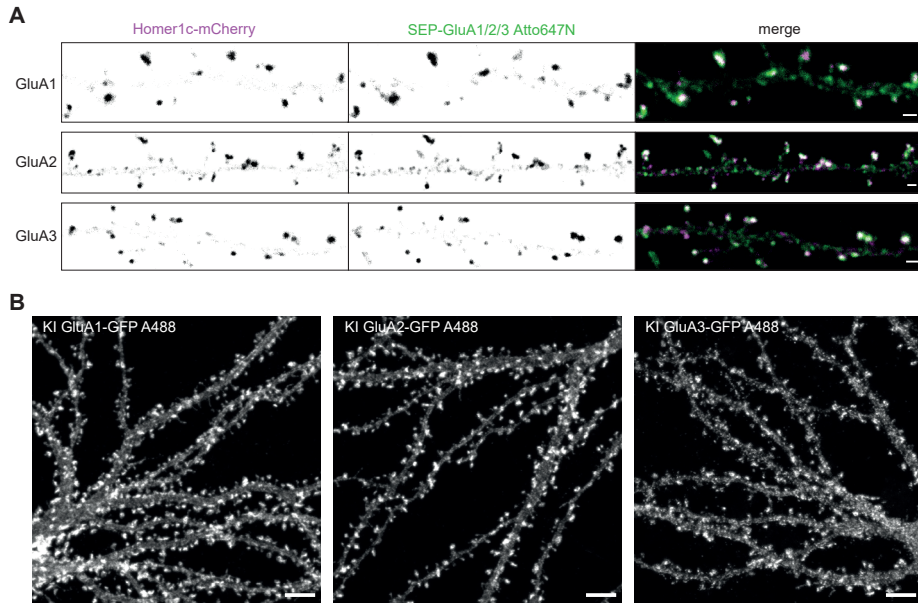 A
Homer1c-mCherry SEP-GluA1/2/3 Atto647N merge
GluA1
GluA2
GluA3
B
KI GluA1-GFP A488 KI GluA2-GFP A488 KI GluA3-GFP A488